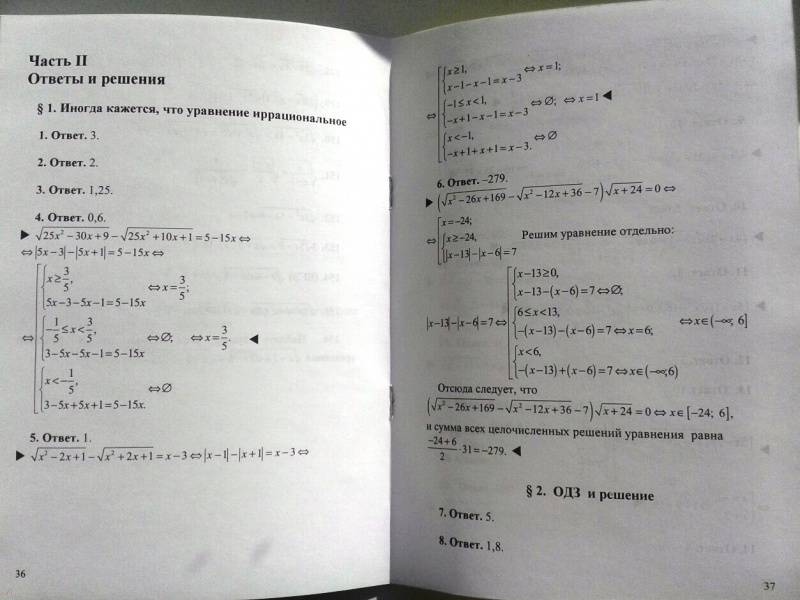 Часть II
Ответы и решения
§ 1. Иногда кажется, что уравнение иррациональное
1. Ответ. 3.
2. Ответ. 2.
3. Ответ. 1,25.
4. Ответ. 0,6.
▶ √(25x² − 30x + 9) − √(25x² + 10x + 1) = 5 − 15x ⇔
⇔ |5x − 3| − |5x + 1| = 5 − 15x ⇔
x ≥ 3/5,
5x − 3 − 5x − 1 = 5 − 15x
⇔ x = 3/5;
⇔
−1/5 ≤ x < 3/5,
3 − 5x − 5x − 1 = 5 − 15x
⇔ ∅; ⇔ x = 3/5. ◀
x < −1/5,
3 − 5x + 5x + 1 = 5 − 15x.
⇔ ∅
5. Ответ. 1.
▶ √(x² − 2x + 1) − √(x² + 2x + 1) = x − 3 ⇔ |x − 1| − |x + 1| = x − 3 ⇔
36
x ≥ 1,
x − 1 − x − 1 = x − 3
⇔ x = 1;
⇔
−1 ≤ x < 1,
−x + 1 − x − 1 = x − 3
⇔ ∅; ⇔ x = 1 ◀
x < −1,
−x + 1 + x + 1 = x − 3.
⇔ ∅
6. Ответ. −279.
▶ (√(x² − 26x + 169) − √(x² − 12x + 36) − 7)√(x + 24) = 0 ⇔
x = −24;
⇔ x ≥ −24,
|x − 13| − |x − 6| = 7
Решим уравнение отдельно:
x − 13 ≥ 0,
x − 13 − (x − 6) = 7 ⇔ ∅;
|x − 13| − |x − 6| = 7 ⇔
6 ≤ x < 13,
−(x − 13) − (x − 6) = 7 ⇔ x = 6;
⇔ x ∈ (−∞; 6]
x < 6,
−(x − 13) + (x − 6) = 7 ⇔ x ∈ (−∞; 6)
Отсюда следует, что
(√(x² − 26x + 169) − √(x² − 12x + 36) − 7)√(x + 24) = 0 ⇔ x ∈ [−24; 6],
и сумма всех целочисленных решений уравнения равна
(−24 + 6)/2 · 31 = −279. ◀
§ 2. ОДЗ и решение
7. Ответ. 5.
8. Ответ. 1,8.
37